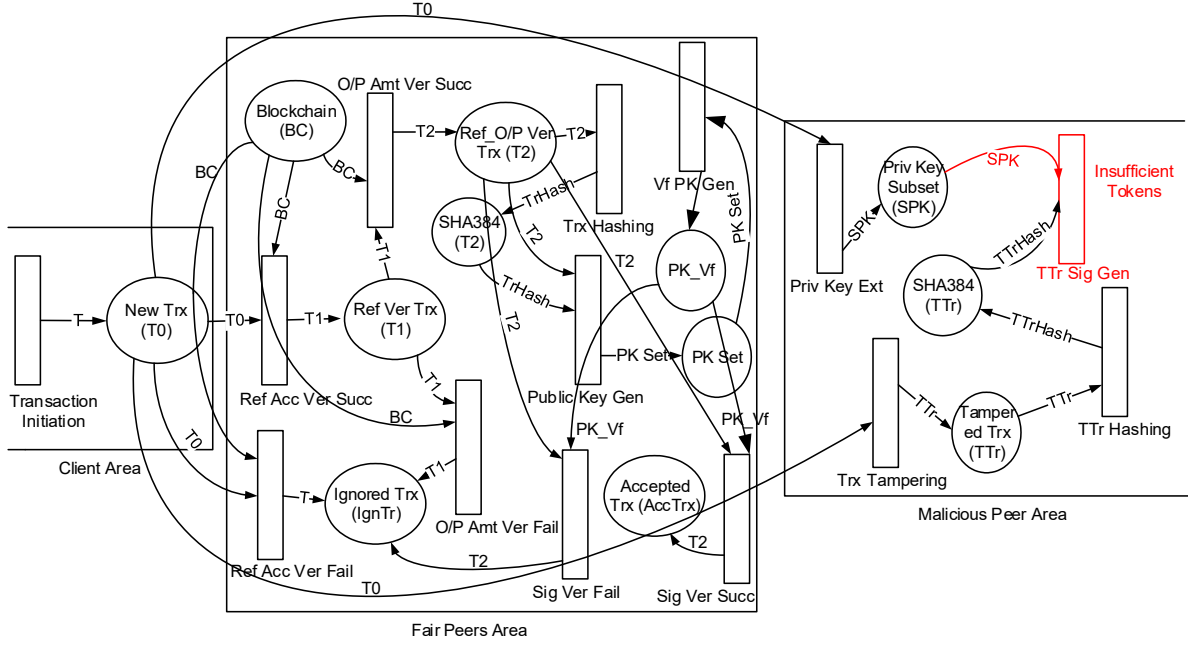 T0
O/P Amt Ver Succ
Blockchain
(BC)
T2
Ref_O/P Ver
Trx (T2)
T2
Vf PK Gen
BC
BC
BC
TrHash
Trx Hashing
PK Set
SHA384
(T2)
T2
T2
T1
TrHash
PK_Vf
New Trx
(T0)
T
T0
T1
Ref Ver Trx
(T1)
T2
PK Set
PK Set
Transaction
Initiation
Ref Acc Ver Succ
T1
Public Key Gen
BC
PK_Vf
PK_Vf
Client Area
T0
T1
T
Ignored Trx
(IgnTr)
O/P Amt Ver Fail
Accepted
Trx (AccTrx)
Ref Acc Ver Fail
T2
T2
T0
Sig Ver Fail
Sig Ver Succ
Fair Peers Area
Priv Key
Subset
(SPK)
SPK
Insufficient
Tokens
SPK
TTrHash
Priv Key Ext
TTr Sig Gen
SHA384
(TTr)
TTrHash
TTr
Tamper
ed Trx
(TTr)
TTr
TTr Hashing
Trx Tampering
Malicious Peer Area